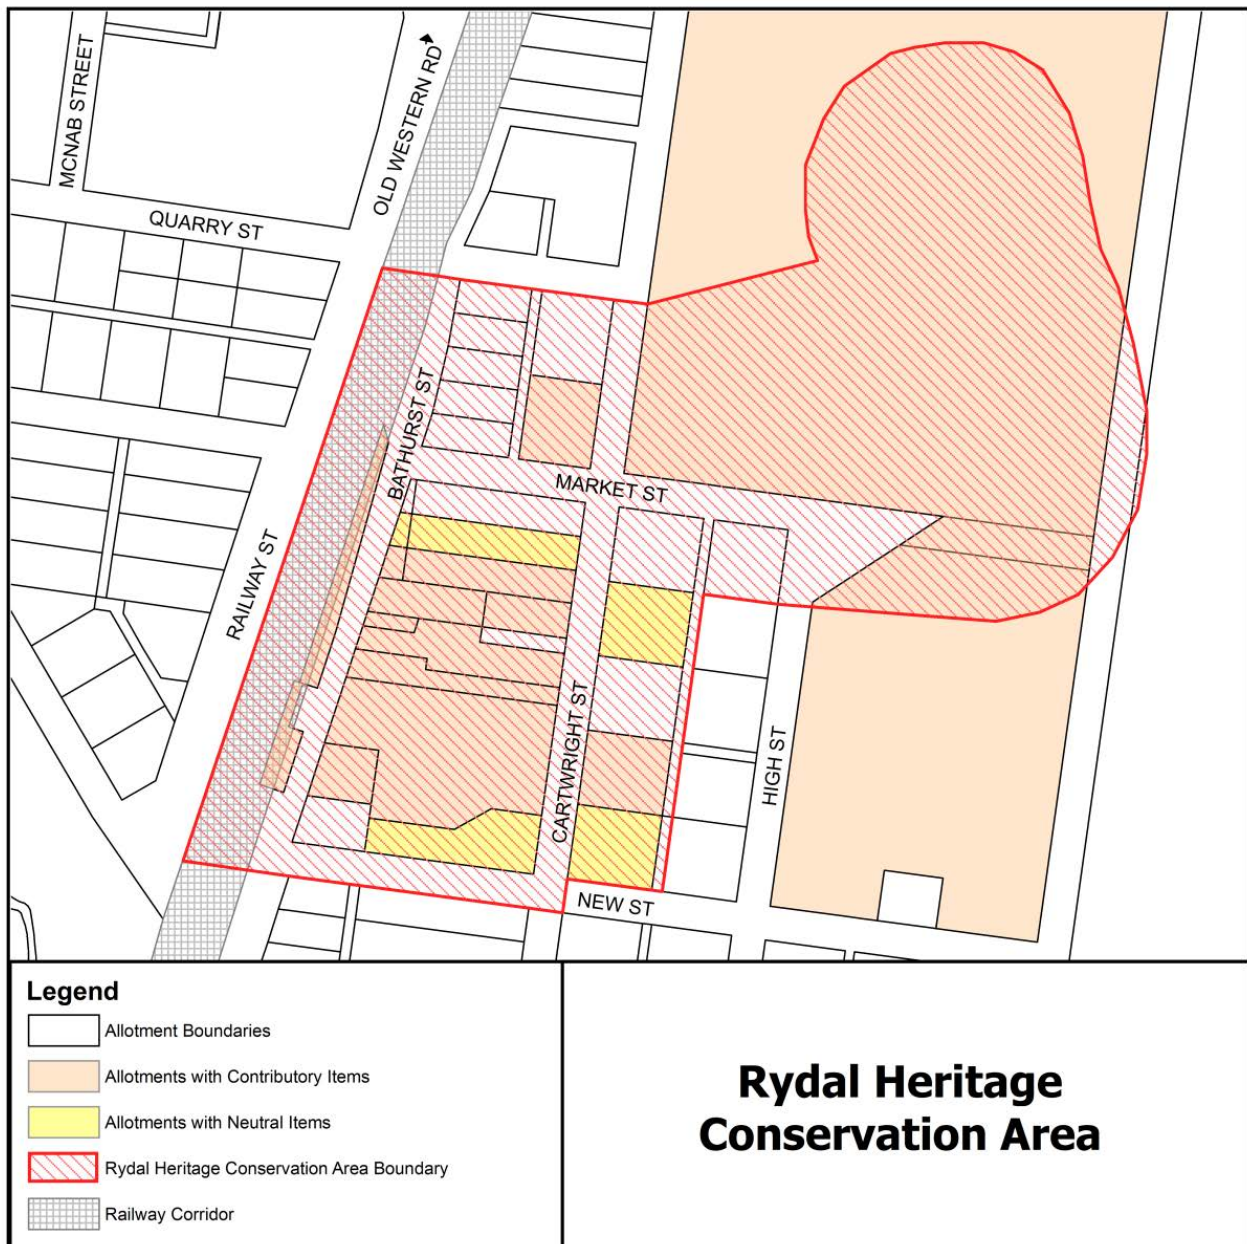 MCNAB STREET
OLD WESTERN RD
QUARRY ST
BATHURST ST
MARKET ST
RAILWAY ST
CARTWRIGHT ST
HIGH ST
NEW ST
Legend
Allotment Boundaries
Allotments with Contributory Items
Allotments with Neutral Items
Rydal Heritage Conservation Area Boundary
Railway Corridor
Rydal Heritage
Conservation Area